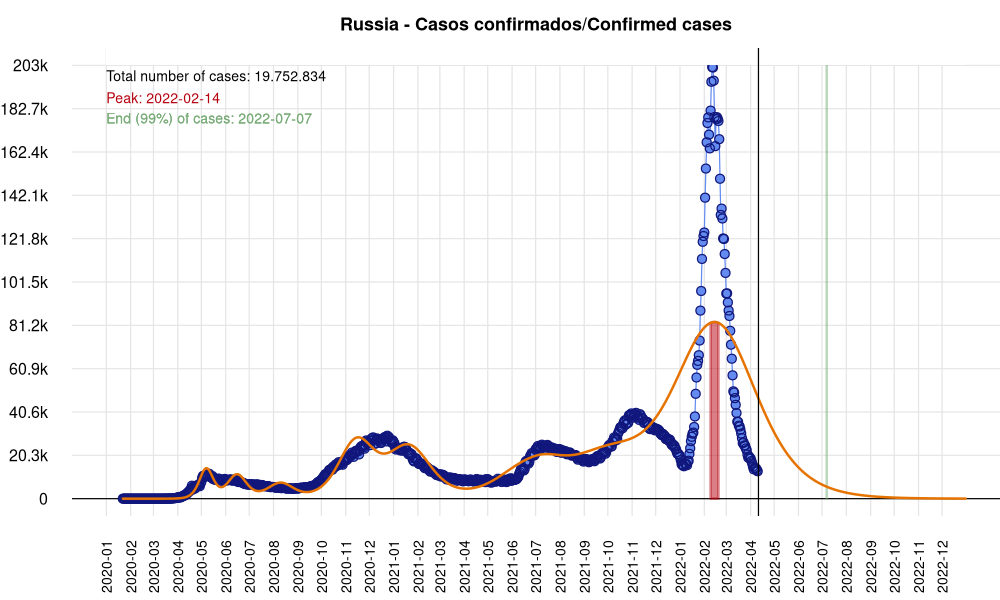 Russia - Casos confirmados/Confirmed cases
203k
Total number of cases: 19.752.834
Peak: 2022-02-14
182.7k
End (99%) of cases: 2022-07-07
162.4k
142.1k
121.8k
101.5k
81.2k
60.9k
40.6k
20.3k
0
2020-01
2020-02
2020-03
2020-04
2020-05
2020-06
2020-07
2020-08
2020-09
2020-10
2020-11
2020-12
2021-01
2021-02
2021-03
2021-04
2021-05
2021-06
2021-07
2021-08
2021-09
2021-10
2021-11
2021-12
2022-01
2022-02
2022-03
2022-04
2022-05
2022-06
2022-07
2022-08
2022-09
2022-10
2022-11
2022-12